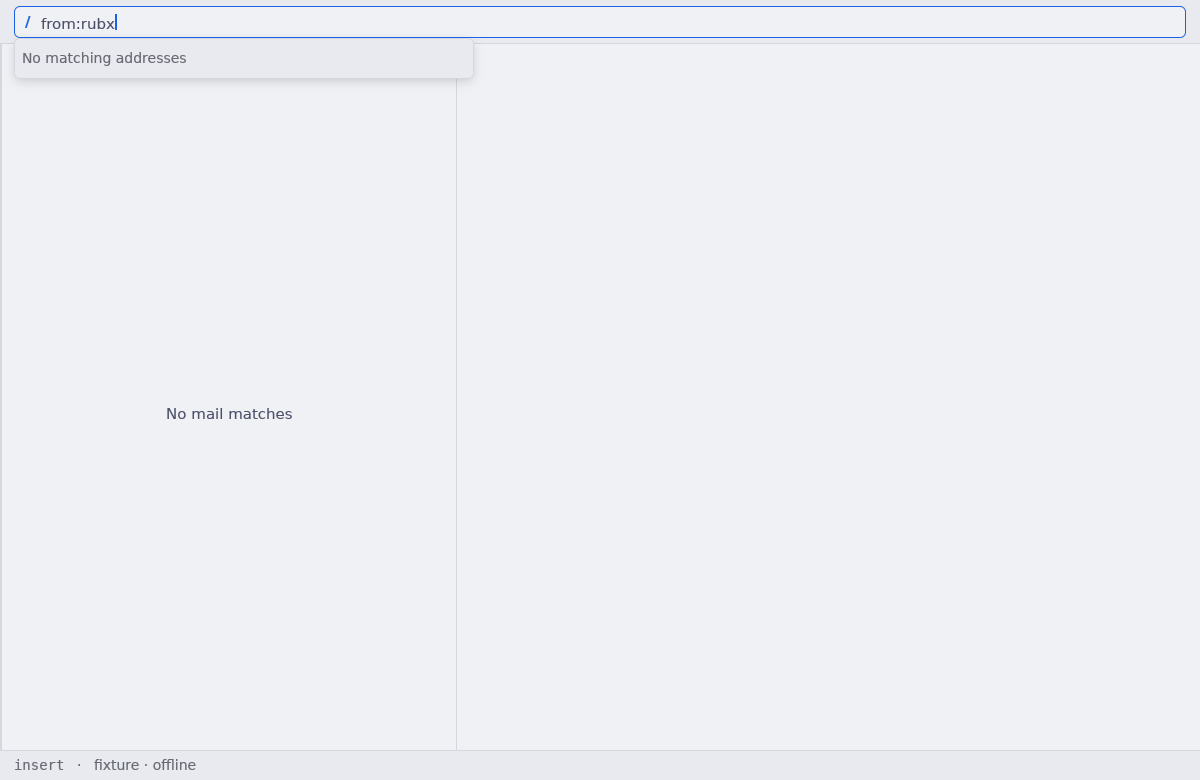 / from:rubx
No matching addresses
No mail matches
insert · fixture · offline